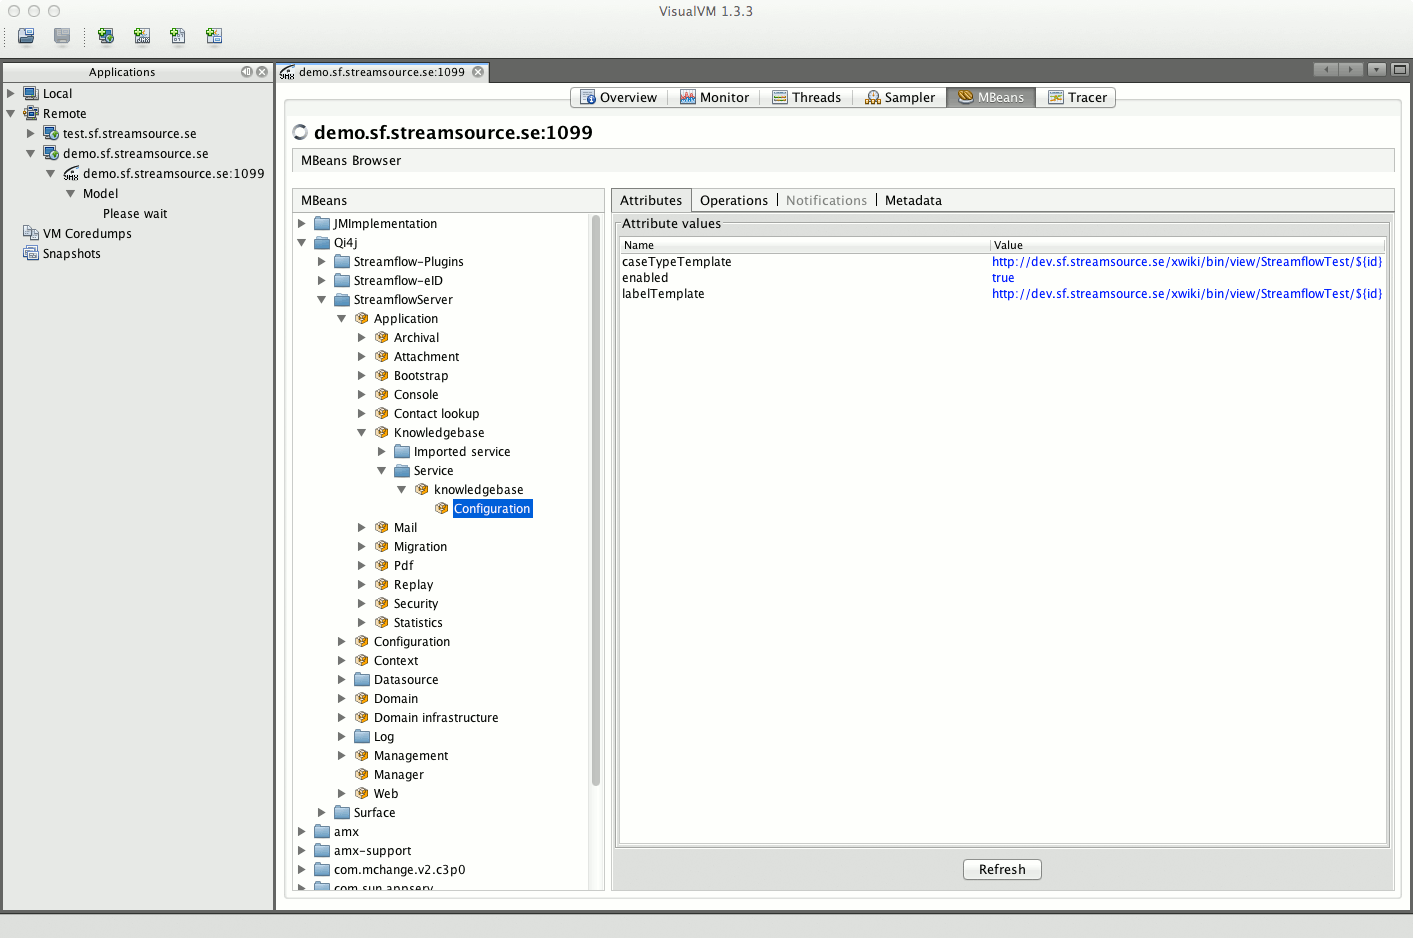 VisualVM 1.3.3
Applications
demo.sf.streamsource.se:1099
Local
Remote
test.sf.streamsource.se
demo.sf.streamsource.se
demo.sf.streamsource.se:1099
Model
Please wait
VM Coredumps
Snapshots
Overview
Monitor
Threads
Sampler
MBeans
Tracer
demo.sf.streamsource.se:1099
MBeans Browser
MBeans
JMImplementation
Qi4j
Streamflow-Plugins
Streamflow-eID
StreamflowServer
Application
Archival
Attachment
Bootstrap
Console
Contact lookup
Knowledgebase
Imported service
Service
knowledgebase
Configuration
Mail
Migration
Pdf
Replay
Security
Statistics
Configuration
Context
Datasource
Domain
Domain infrastructure
Log
Management
Manager
Web
Surface
amx
amx-support
com.mchange.v2.c3p0
com.sun.appserv
Attributes
Operations
Notifications
Metadata
Attribute values
Name Value
caseTypeTemplate http://dev.sf.streamsource.se/xwiki/bin/view/StreamflowTest/${id}
enabled true
labelTemplate http://dev.sf.streamsource.se/xwiki/bin/view/StreamflowTest/${id}
Refresh